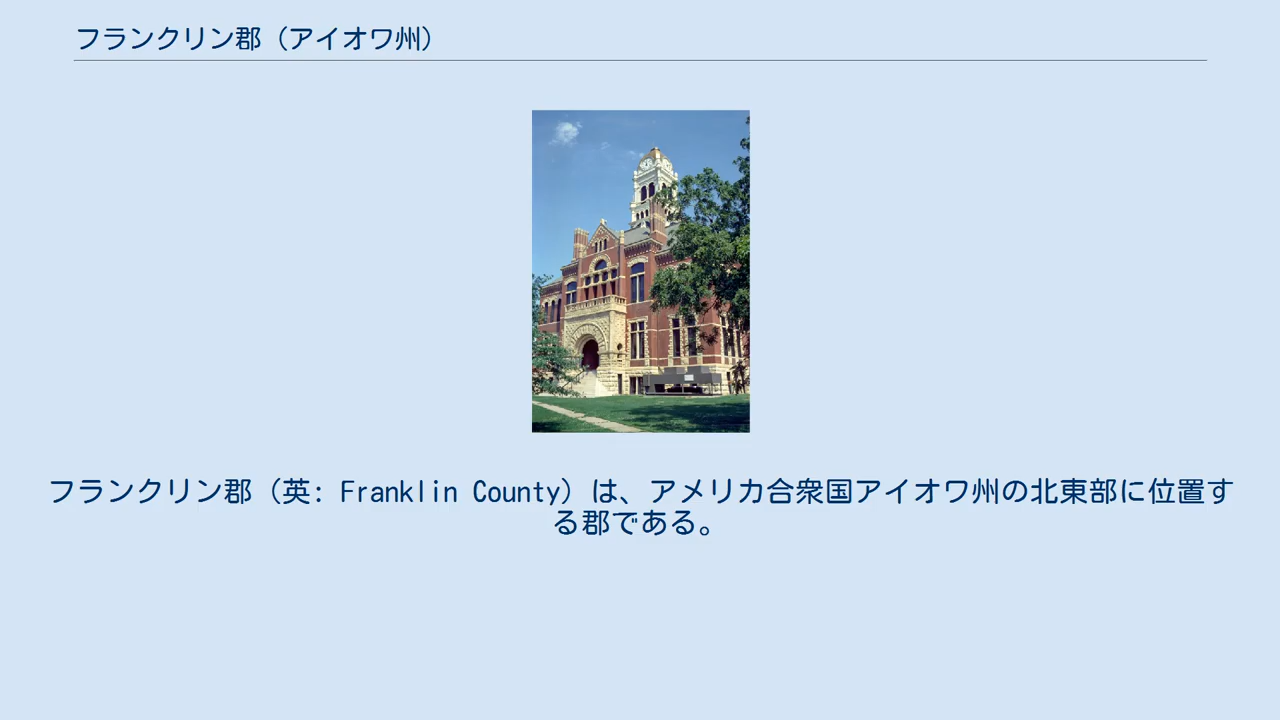 フランクリン郡（アイオワ州）
フランクリン郡（英: Franklin County）は、アメリカ合衆国アイオワ州の北東部に位置す
る郡である。